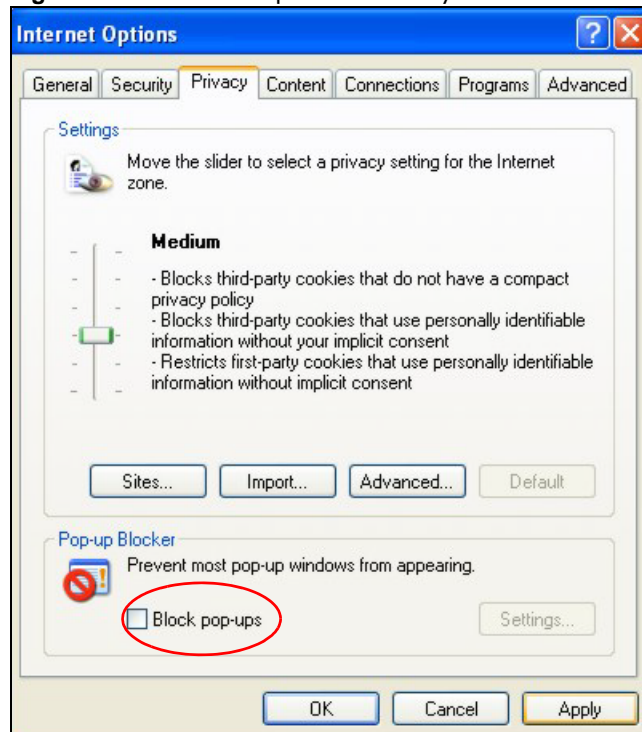 Internet Options
General Security Privacy Content Connections Programs Advanced
Settings
Move the slider to select a privacy setting for the Internet
zone.
Medium
- Blocks third-party cookies that do not have a compact
privacy policy
- Blocks third-party cookies that use personally identifiable
information without your implicit consent
- Restricts first-party cookies that use personally identifiable
information without implicit consent
Sites... Import... Advanced... Default
Pop-up Blocker
Prevent most pop-up windows from appearing.
Block pop-ups Settings...
OK Cancel Apply